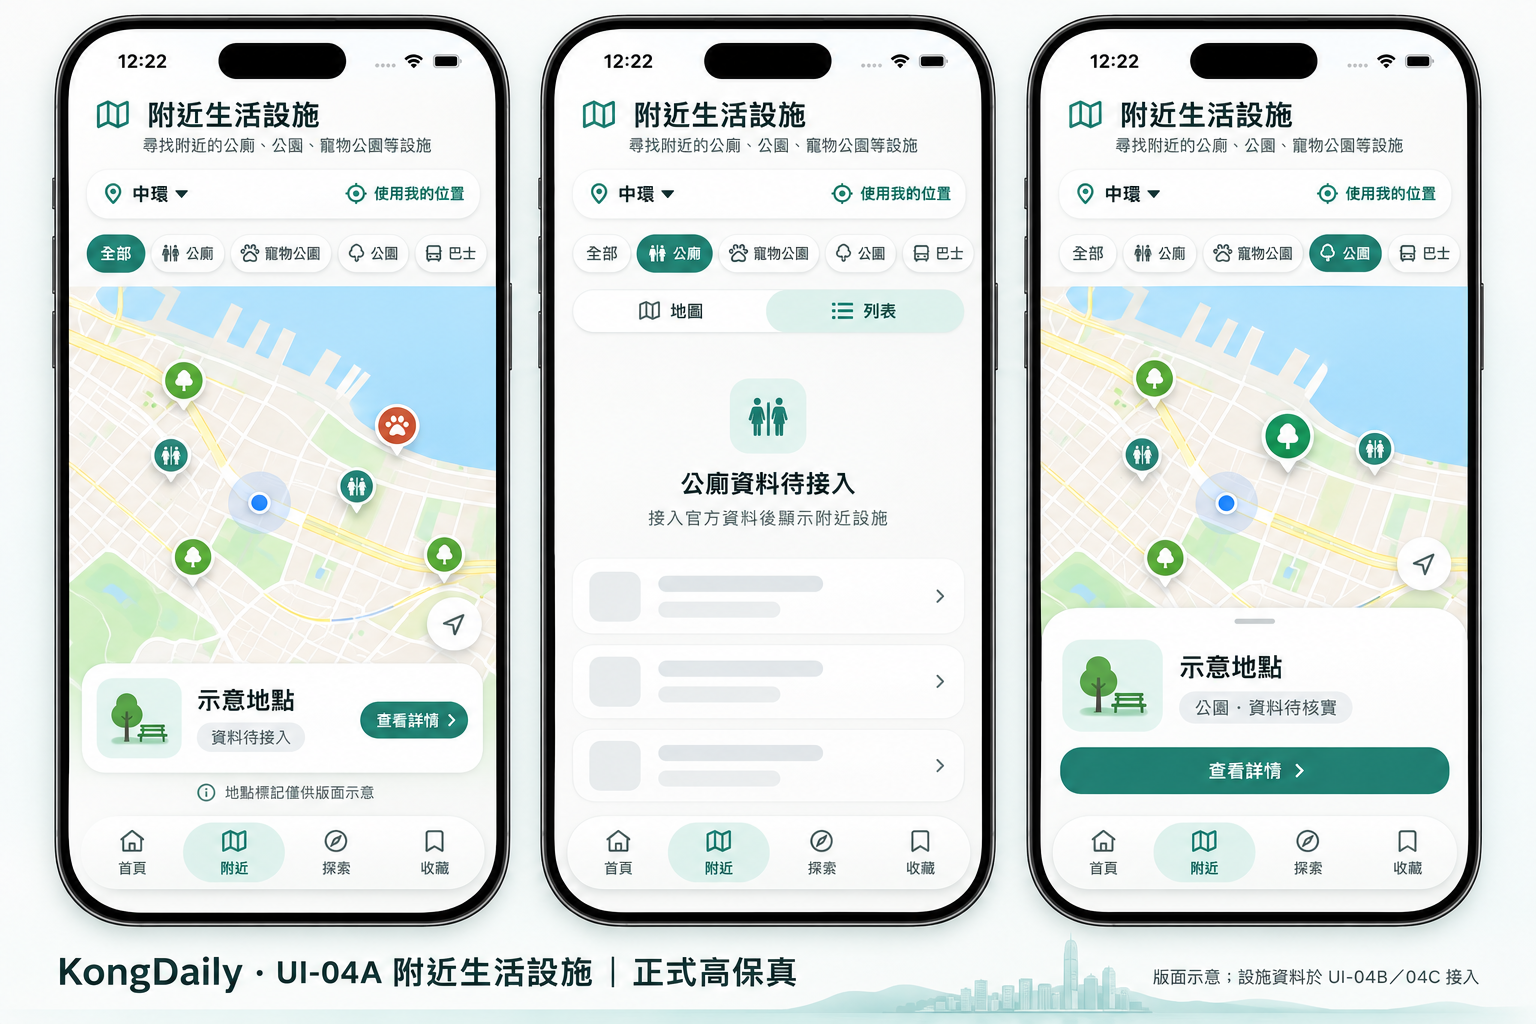 12:22
附近生活設施
尋找附近的公廁、公園、寵物公園等設施
中環
使用我的位置
全部
公廁
寵物公園
公園
巴士
示意地點
資料待接入
查看詳情
地點標記僅供版面示意
首頁
附近
探索
收藏
12:22
附近生活設施
尋找附近的公廁、公園、寵物公園等設施
中環
使用我的位置
全部
公廁
寵物公園
公園
巴士
地圖
列表
公廁資料待接入
接入官方資料後顯示附近設施
首頁
附近
探索
收藏
12:22
附近生活設施
尋找附近的公廁、公園、寵物公園等設施
中環
使用我的位置
全部
公廁
寵物公園
公園
巴士
示意地點
公園·資料待核實
查看詳情
首頁
附近
探索
收藏
KongDaily · UI-04A 附近生活設施｜正式高保真
版面示意；設施資料於 UI-04B／04C 接入